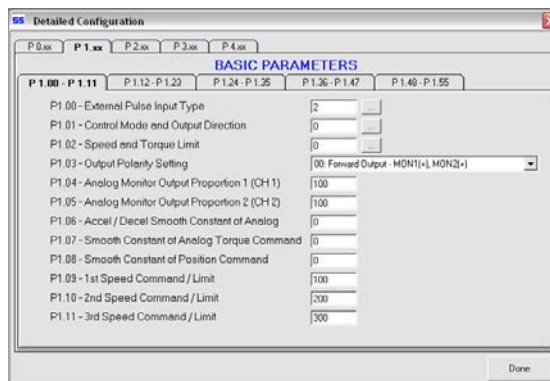 SS Detailed Configuration
P 0.xx P 1.xx P 2.xx P 3.xx P 4.xx
BASIC PARAMETERS
P 1.00 - P 1.11 P 1.12 - P 1.23 P 1.24 - P 1.35 P 1.36 - P 1.47 P 1.48 - P 1.55
P1.00 - External Pulse Input Type 2 ...
P1.01 - Control Mode and Output Direction 0 ...
P1.02 - Speed and Torque Limit 0 ...
P1.03 - Output Polarity Setting 00: Forward Output - MON1(+), MON2(+)
P1.04 - Analog Monitor Output Proportion 1 (CH 1) 100
P1.05 - Analog Monitor Output Proportion 2 (CH 2) 100
P1.06 - Accel / Decel Smooth Constant of Analog 0
P1.07 - Smooth Constant of Analog Torque Command 0
P1.08 - Smooth Constant of Position Command 0
P1.09 - 1st Speed Command / Limit 100
P1.10 - 2nd Speed Command / Limit 200
P1.11 - 3rd Speed Command / Limit 300
Done